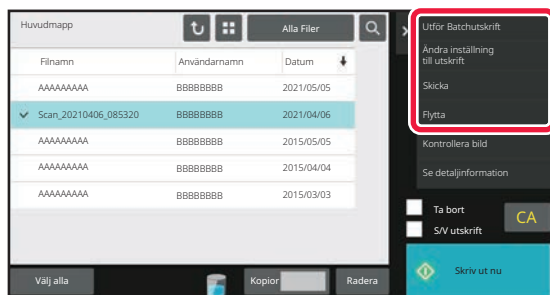 Huvudmapp
Alla Filer
Filnamn Användarnamn Datum
AAAAAAAAA BBBBBBBB 2021/05/05
Scan_20210406_085320 BBBBBBBB 2021/04/06
AAAAAAAAA BBBBBBBB 2015/05/05
AAAAAAAAA BBBBBBBB 2015/04/04
AAAAAAAAA BBBBBBBB 2015/03/03
Välj alla
Kopior
Radera
Utför Batchutskrift
Ändra inställning
till utskrift
Skicka
Flytta
Kontrollera bild
Se detaljinformation
Ta bort
S/V utskrift
CA
Skriv ut nu